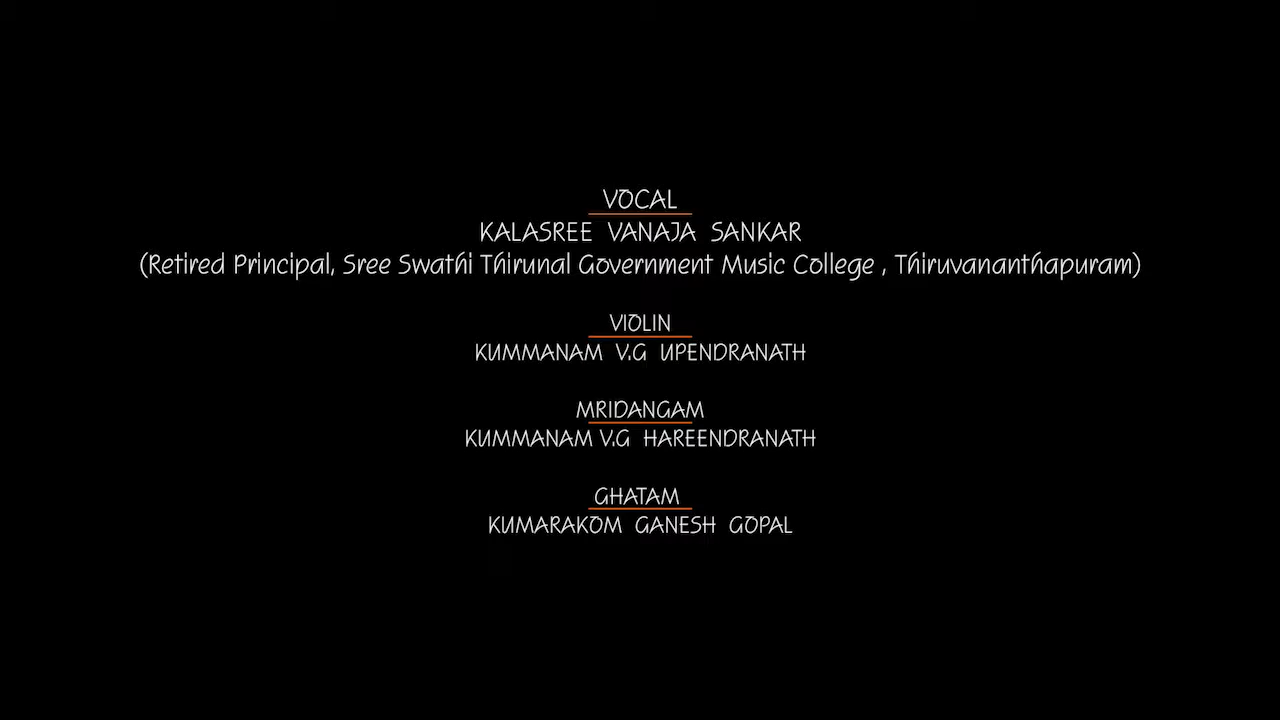 VOCAL
KALASREE VANAJA SANKAR
(Retired Principal, Sree Swathi Thirunal Government Music College , Thiruvananthapuram)
VIOLIN
KUMMANAM V.G UPENDRANATH
MRIDANGAM
KUMMANAM V.G HAREENDRANATH
GHATAM
KUMARAKOM GANESH GOPAL